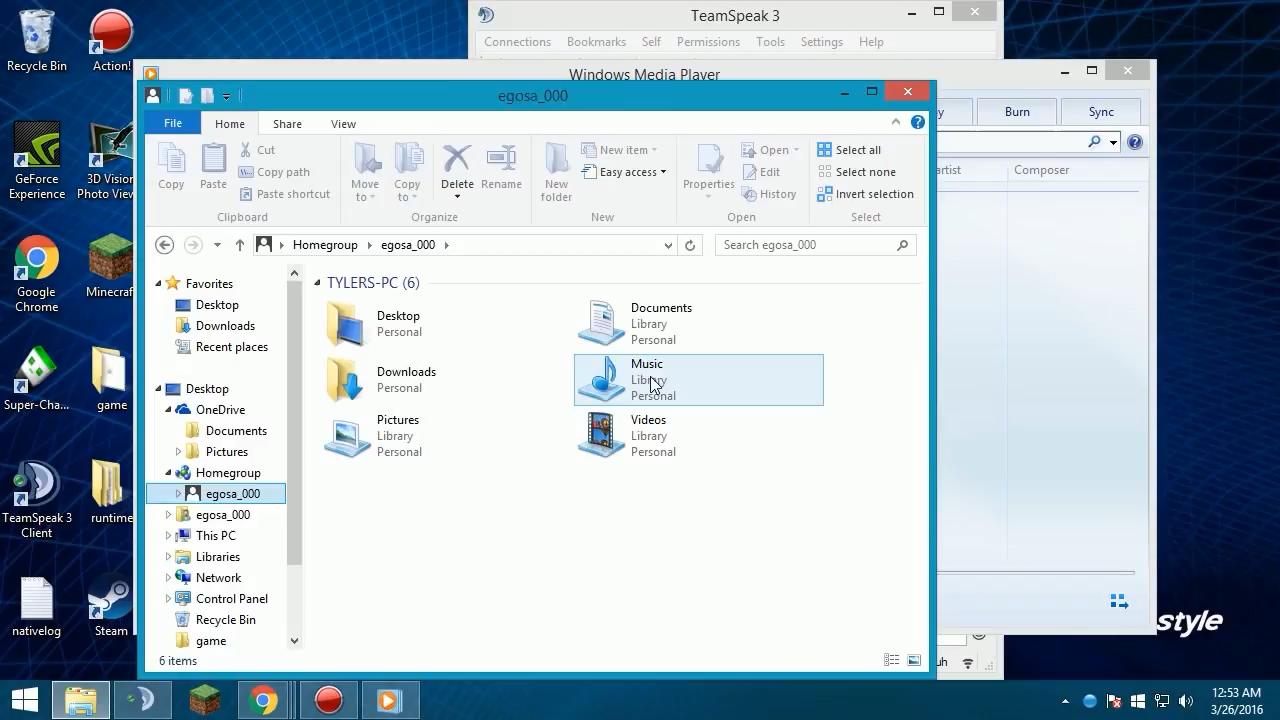 TeamSpeak 3
Connections Bookmarks Self Permissions Tools Settings Help
Windows Media Player
Burn Sync
Composer
egosa_000
File Home Share View
Copy
Paste
Cut
Copy path
Paste shortcut
Clipboard
Move to
Copy to
Delete
Rename
Organize
New folder
New item
Easy access
New
Properties
Open
Edit
History
Open
Select all
Select none
Invert selection
Select
Homegroup egosa_000
Search egosa_000
Favorites
Desktop
Downloads
Recent places
Desktop
OneDrive
Documents
Pictures
Homegroup
egosa_000
egosa_000
This PC
Libraries
Network
Control Panel
Recycle Bin
game
TYLERS-PC (6)
Desktop
Personal
Documents
Library
Personal
Downloads
Personal
Music
Library
Personal
Pictures
Library
Personal
Videos
Library
Personal
6 items
Recycle Bin
Action!
GeForce
Experience
3D Vision
Photo View
Google
Chrome
Minecraf
Super-Cha...
game
TeamSpeak 3
Client
runtime
nativelog
Steam
style
12:53 AM
3/26/2016